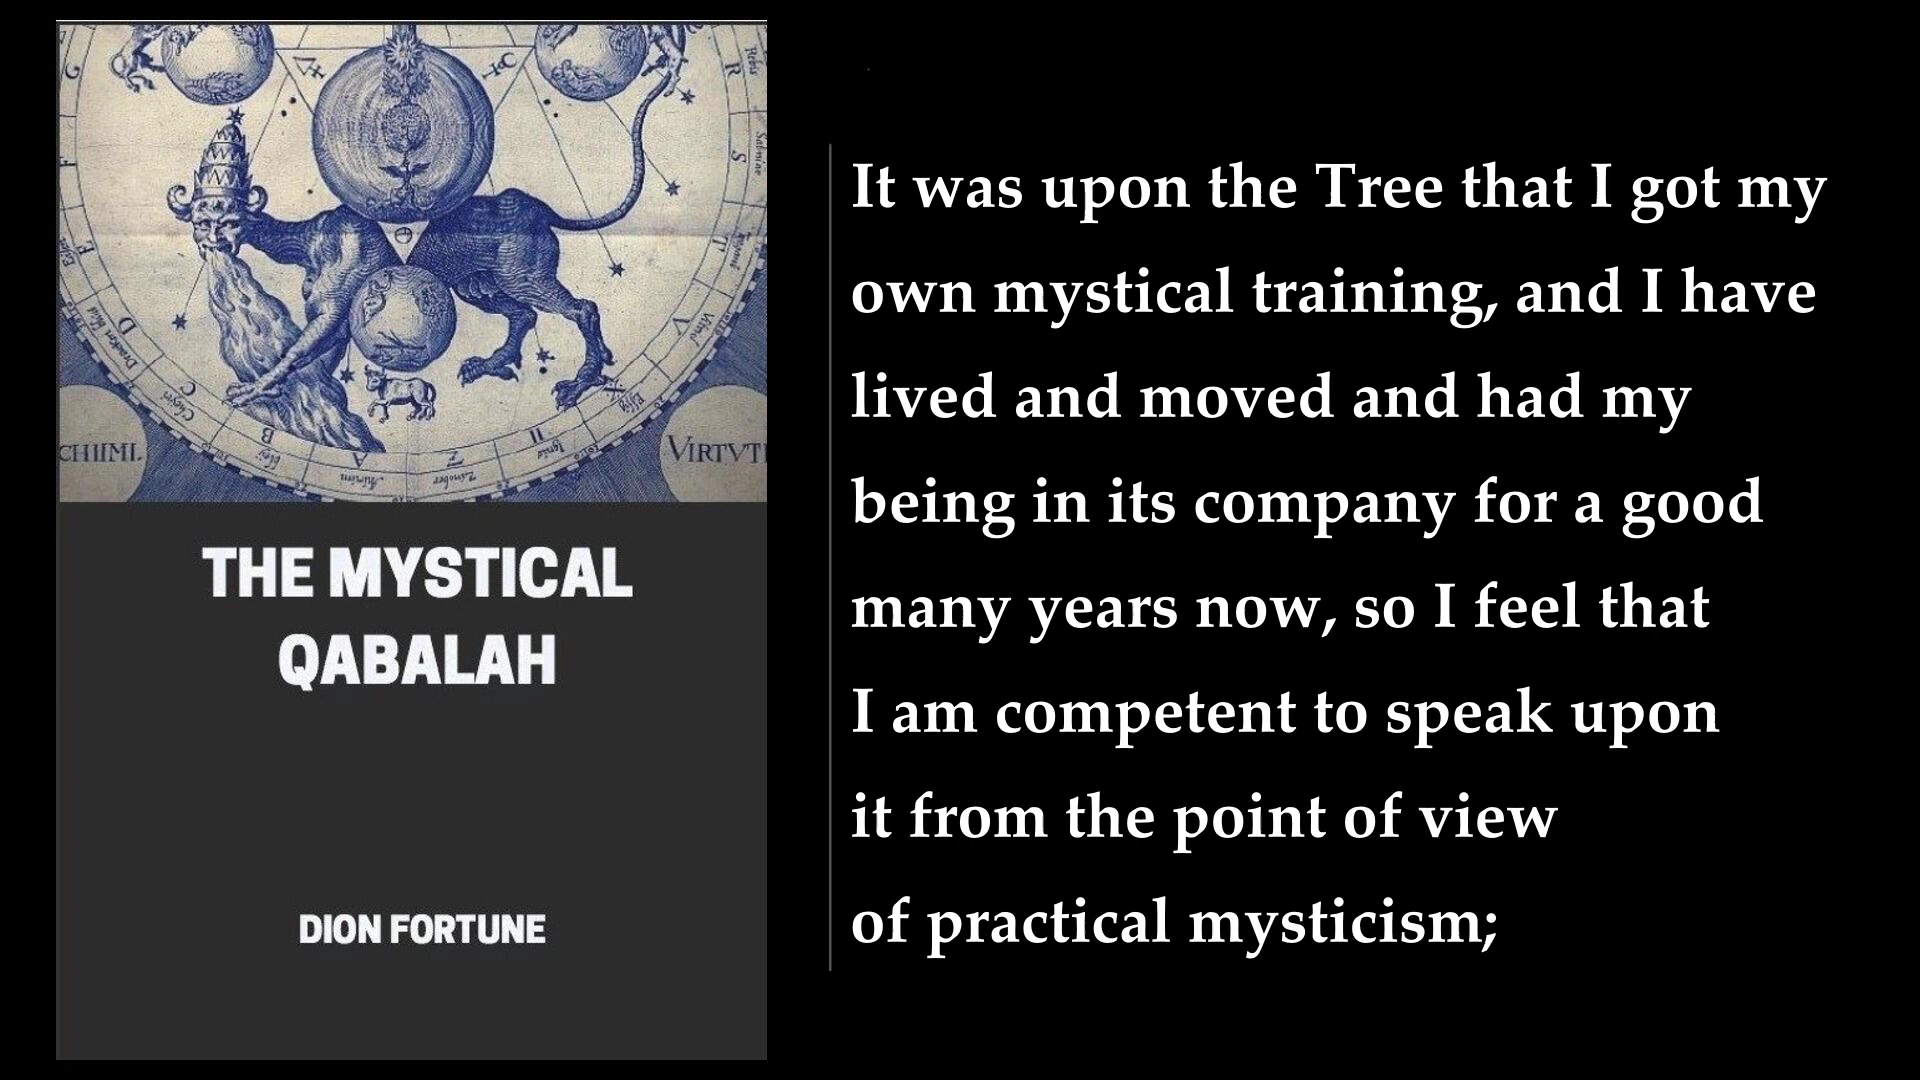 CHIIMI.
VIRTVTI
THE MYSTICAL
QABALAH
DION FORTUNE
It was upon the Tree that I got my
own mystical training, and I have
lived and moved and had my
being in its company for a good
many years now, so I feel that
I am competent to speak upon
it from the point of view
of practical mysticism;